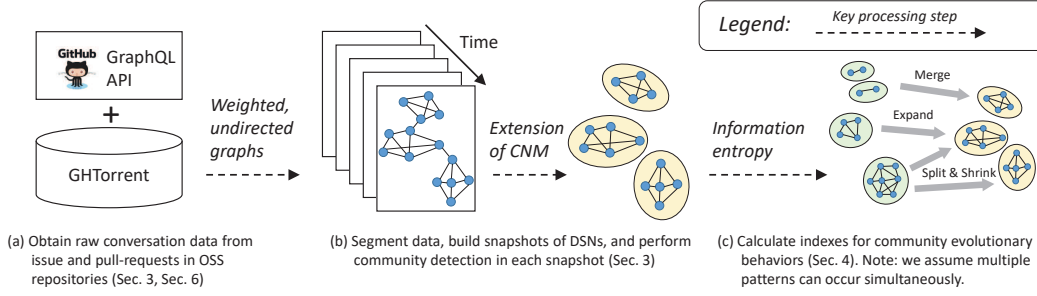 GitHub
GraphQL
API
+
GHTorrent
Weighted,
undirected
graphs
Time
Extension
of CNM
Information
entropy
Legend:
Key processing step
Merge
Expand
Split & Shrink
(a) Obtain raw conversation data from
issue and pull-requests in OSS
repositories (Sec. 3, Sec. 6)
(b) Segment data, build snapshots of DSNs, and perform
community detection in each snapshot (Sec. 3)
(c) Calculate indexes for community evolutionary
behaviors (Sec. 4). Note: we assume multiple
patterns can occur simultaneously.